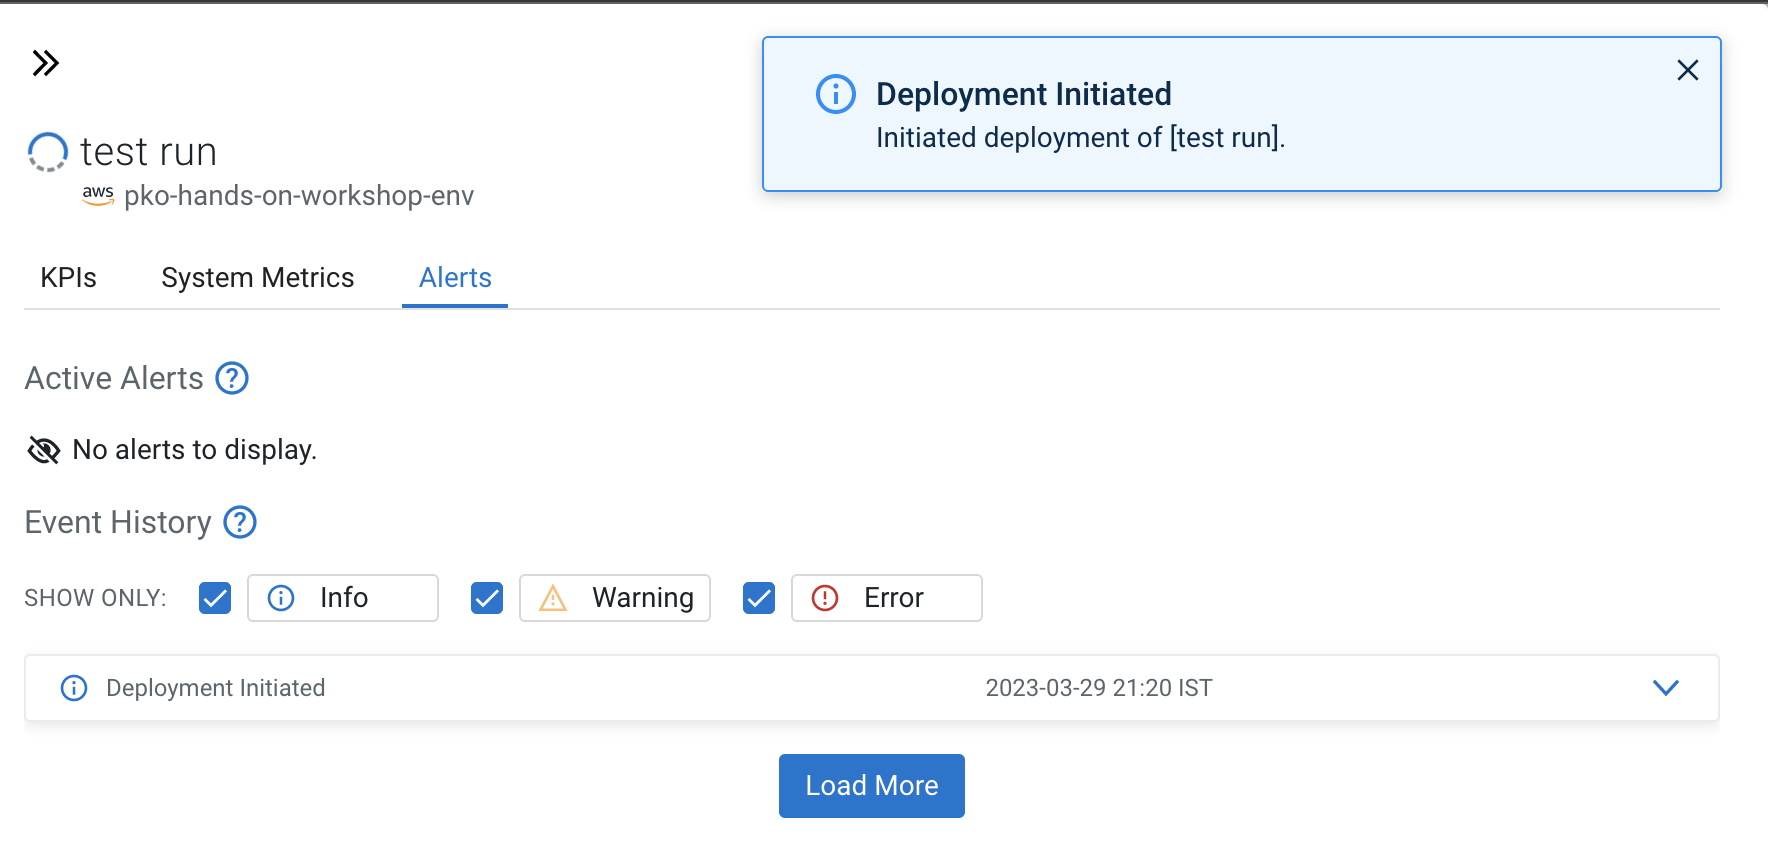 Deployment Initiated
Initiated deployment of [test run].
test run
aws pko-hands-on-workshop-env
KPIs System Metrics Alerts
Active Alerts ?
No alerts to display.
Event History ?
SHOW ONLY: Info Warning Error
Deployment Initiated 2023-03-29 21:20 IST
Load More